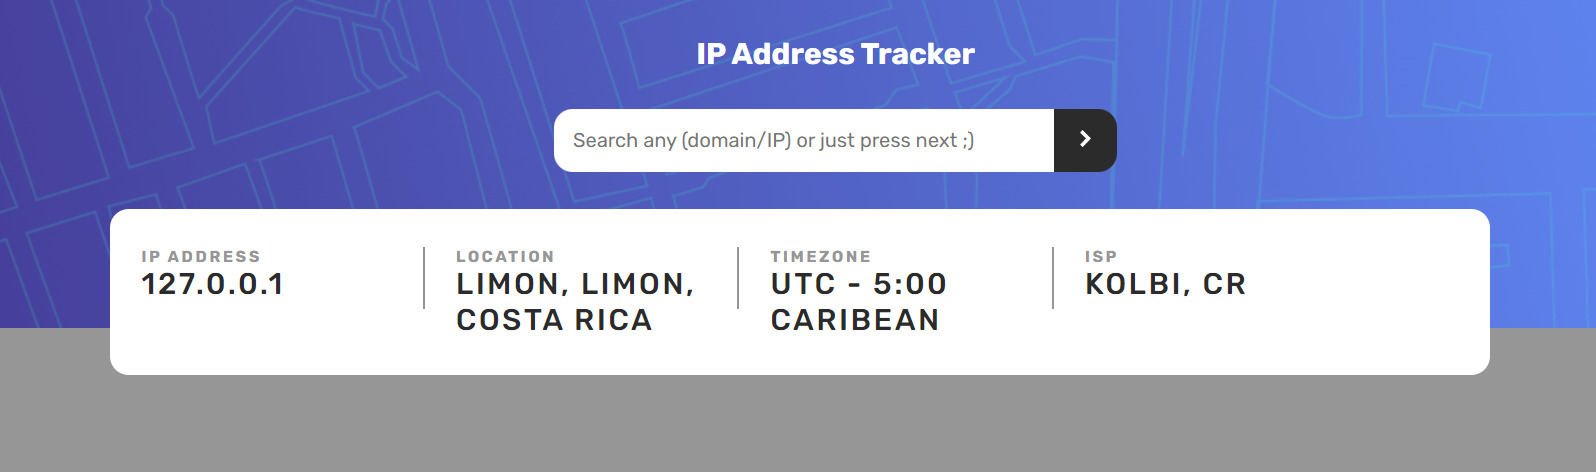 IP Address Tracker
Search any (domain/IP) or just press next ;)
IP ADDRESS
127.0.0.1
LOCATION
LIMON, LIMON,
COSTA RICA
TIMEZONE
UTC - 5:00
CARIBEAN
ISP
KOLBI, CR